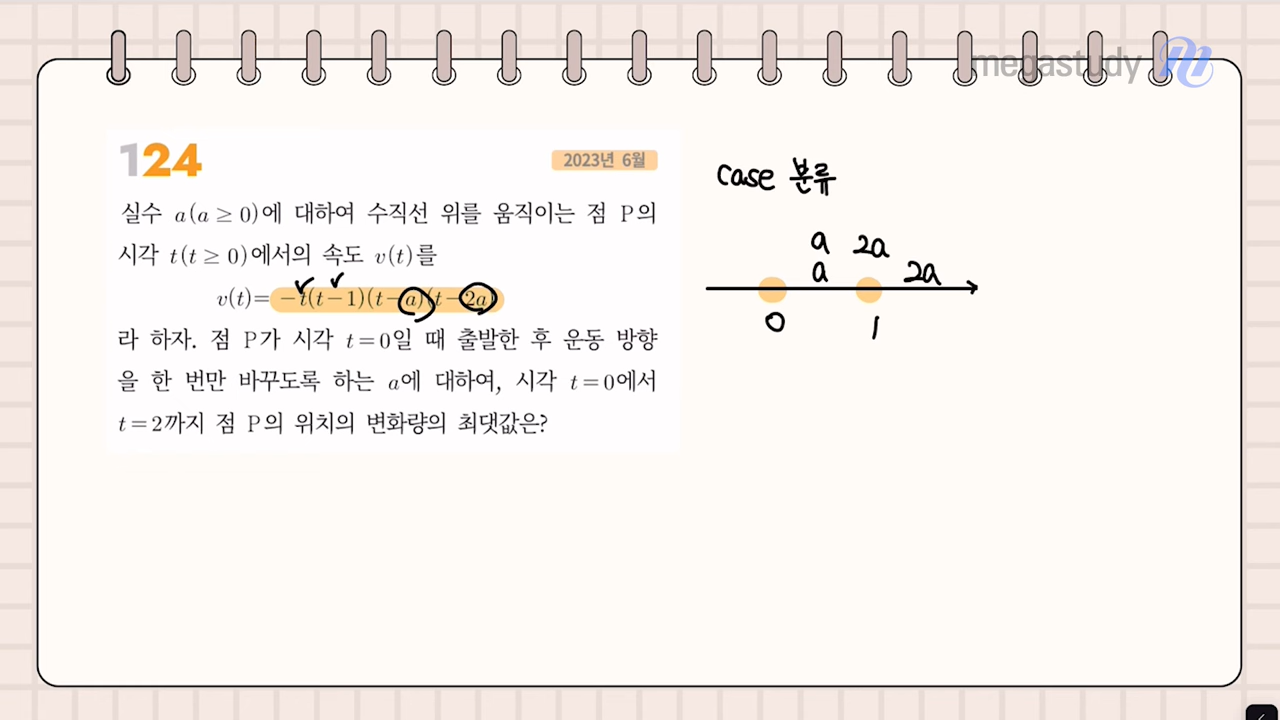 megastudy
124
2023년 6월
실수 a(a≥0)에 대하여 수직선 위를 움직이는 점 P의
시각 t(t≥0)에서의 속도 v(t)를
v(t)=−t(t−1)(t−a)(t−2a)
라 하자. 점 P가 시각 t=0일 때 출발한 후 운동 방향
을 한 번만 바꾸도록 하는 a에 대하여, 시각 t=0에서
t=2까지 점 P의 위치의 변화량의 최댓값은?
case 분류
a 2a
a 2a
0 1